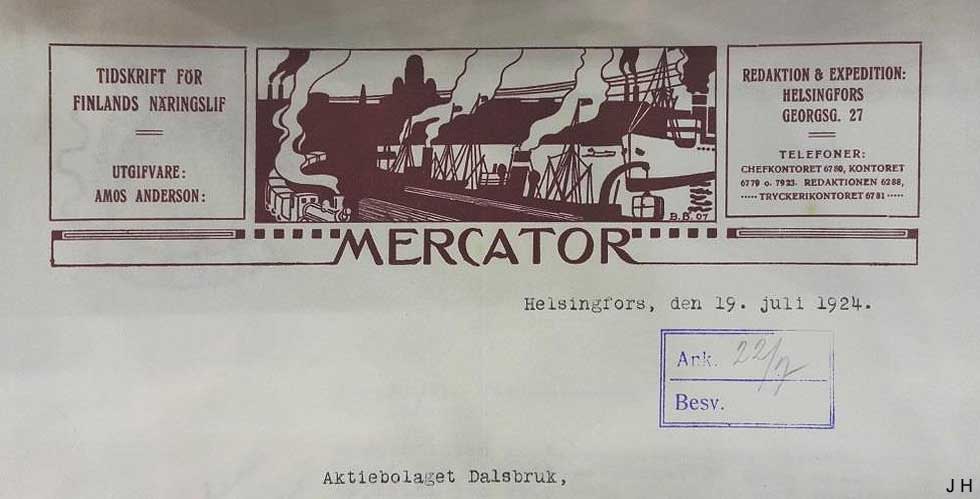 TIDSKRIFT FÖR
FINLANDS NÄRINGSLIF
UTGIFVARE:
AMOS ANDERSON:
B.B. 07
REDAKTION & EXPEDITION:
HELSINGFORS
GEORGSG. 27
TELEFONER:
CHEFKONTORET 6780, KONTORET
6779 o. 7923. REDAKTIONEN 6288,
····· TRYCKERIKONTORET 6781 ·····
MERCATOR
Helsingfors, den 19. juli 1924.
Ank. 22/7
Besv.
Aktiebolaget Dalsbruk,
J H